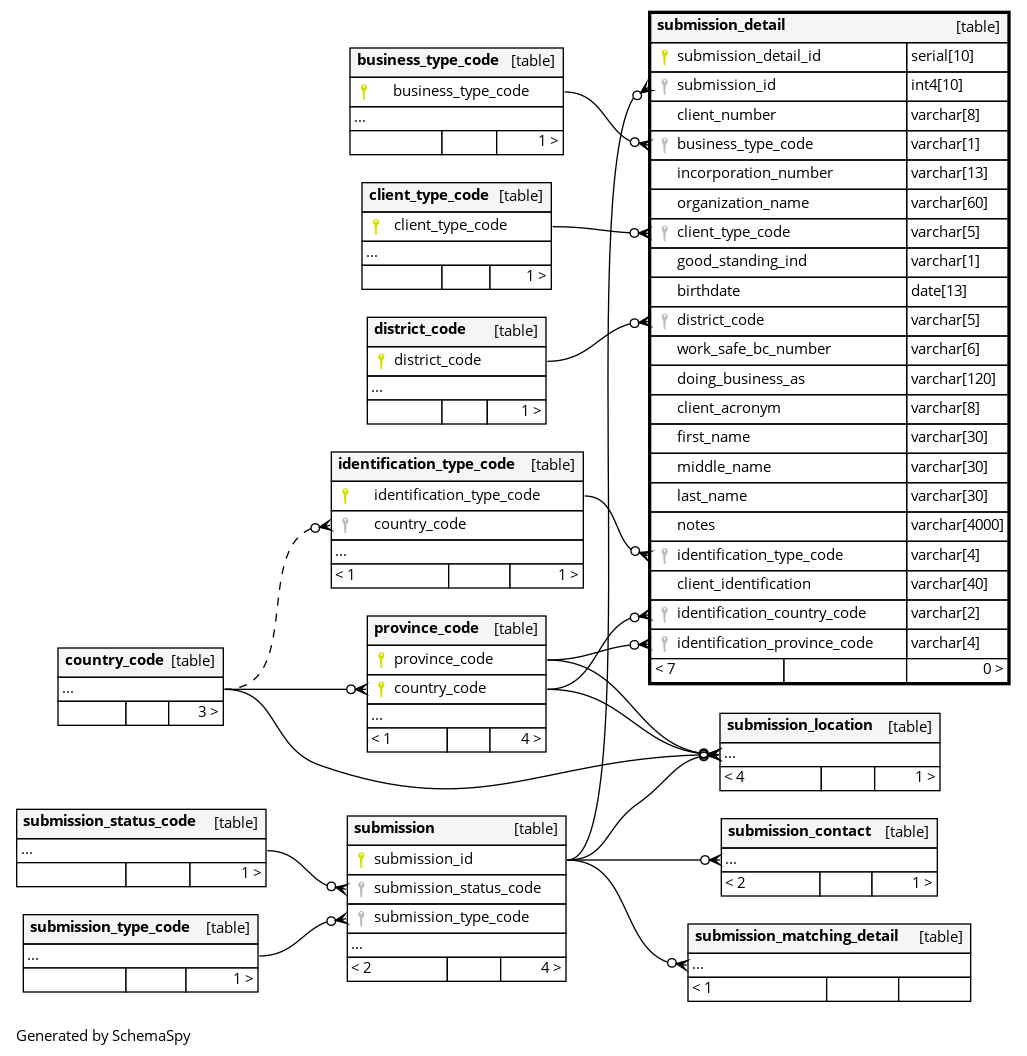 submission_detail [table]
submission_detail_id serial[10]
submission_id int4[10]
client_number varchar[8]
business_type_code varchar[1]
incorporation_number varchar[13]
organization_name varchar[60]
client_type_code varchar[5]
good_standing_ind varchar[1]
birthdate date[13]
district_code varchar[5]
work_safe_bc_number varchar[6]
doing_business_as varchar[120]
client_acronym varchar[8]
first_name varchar[30]
middle_name varchar[30]
last_name varchar[30]
notes varchar[4000]
identification_type_code varchar[4]
client_identification varchar[40]
identification_country_code varchar[2]
identification_province_code varchar[4]
< 7 0 >
business_type_code [table]
business_type_code
...
1 >
client_type_code [table]
client_type_code
...
1 >
district_code [table]
district_code
...
1 >
identification_type_code [table]
identification_type_code
country_code
...
< 1 1 >
province_code [table]
province_code
country_code
...
< 1 4 >
country_code [table]
...
3 >
submission_location [table]
...
< 4 1 >
submission_status_code [table]
...
1 >
submission [table]
submission_id
submission_status_code
submission_type_code
...
< 2 4 >
submission_contact [table]
...
< 2 1 >
submission_type_code [table]
...
1 >
submission_matching_detail [table]
...
< 1
Generated by SchemaSpy